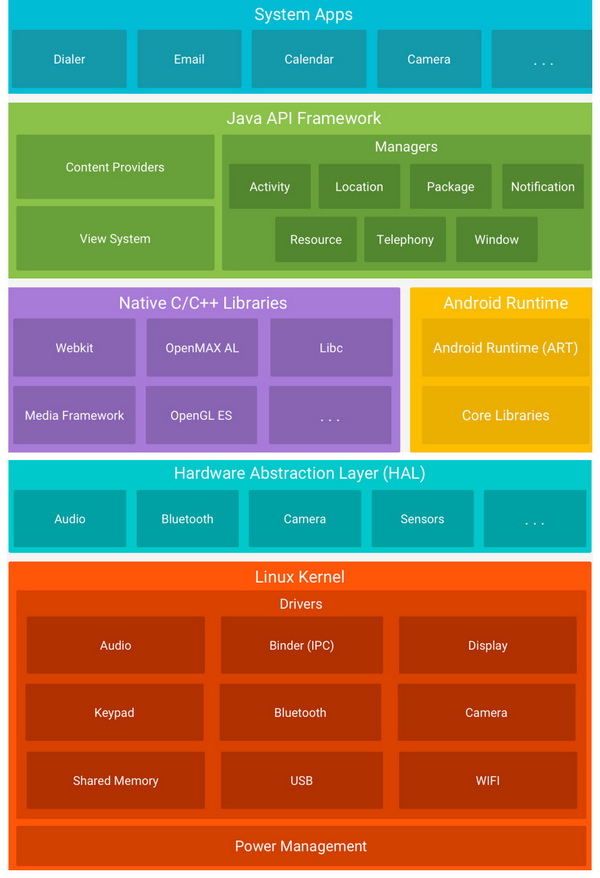 System Apps
Dialer
Email
Calendar
Camera
. . .
Java API Framework
Content Providers
View System
Managers
Activity
Location
Package
Notification
Resource
Telephony
Window
Native C/C++ Libraries
Webkit
OpenMAX AL
Libc
Media Framework
OpenGL ES
. . .
Android Runtime
Android Runtime (ART)
Core Libraries
Hardware Abstraction Layer (HAL)
Audio
Bluetooth
Camera
Sensors
. . .
Linux Kernel
Drivers
Audio
Binder (IPC)
Display
Keypad
Bluetooth
Camera
Shared Memory
USB
WIFI
Power Management